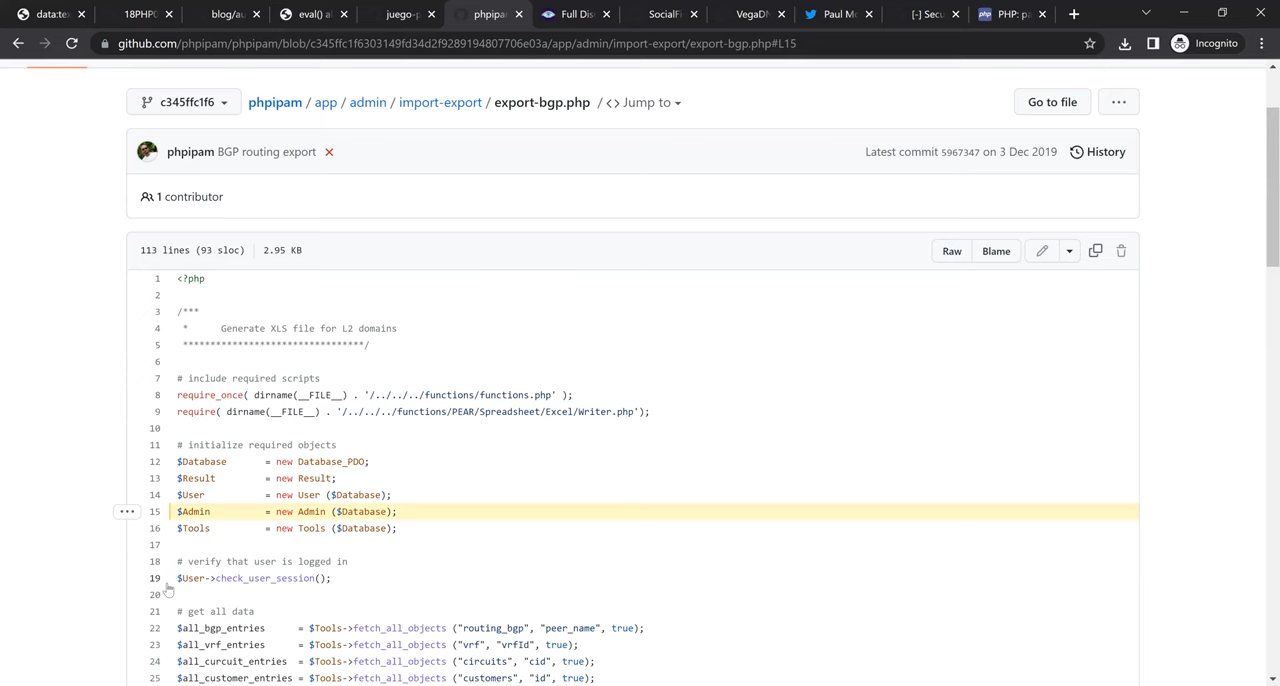 data:tex
18PHP(
blog/au
eval() al
juego-p
phpipa
Full Dis
SocialFi
VegaDN
Paul Mo
[-] Secu
php PHP: pa
github.com/phpipam/phpipam/blob/c345ffc1f6303149fd34d2f9289194807706e03a/app/admin/import-export/export-bgp.php#L15
Incognito
c345ffc1f6
phpipam / app / admin / import-export / export-bgp.php / <> Jump to
Go to file
...
phpipam BGP routing export
Latest commit 5967347 on 3 Dec 2019
History
1 contributor
113 lines (93 sloc) | 2.95 KB
Raw
Blame
1 <?php
2
3 /***
4 * Generate XLS file for L2 domains
5 *********************************/
6
7 # include required scripts
8 require_once( dirname(__FILE__) . '/../../../functions/functions.php' );
9 require( dirname(__FILE__) . '/../../../functions/PEAR/Spreadsheet/Excel/Writer.php');
10
11 # initialize required objects
12 $Database = new Database_PDO;
13 $Result = new Result;
14 $User = new User ($Database);
... 15 $Admin = new Admin ($Database);
16 $Tools = new Tools ($Database);
17
18 # verify that user is logged in
19 $User->check_user_session();
20
21 # get all data
22 $all_bgp_entries = $Tools->fetch_all_objects ("routing_bgp", "peer_name", true);
23 $all_vrf_entries = $Tools->fetch_all_objects ("vrf", "vrfId", true);
24 $all_curcuit_entries = $Tools->fetch_all_objects ("circuits", "cid", true);
25 $all_customer_entries = $Tools->fetch_all_objects ("customers", "id", true);